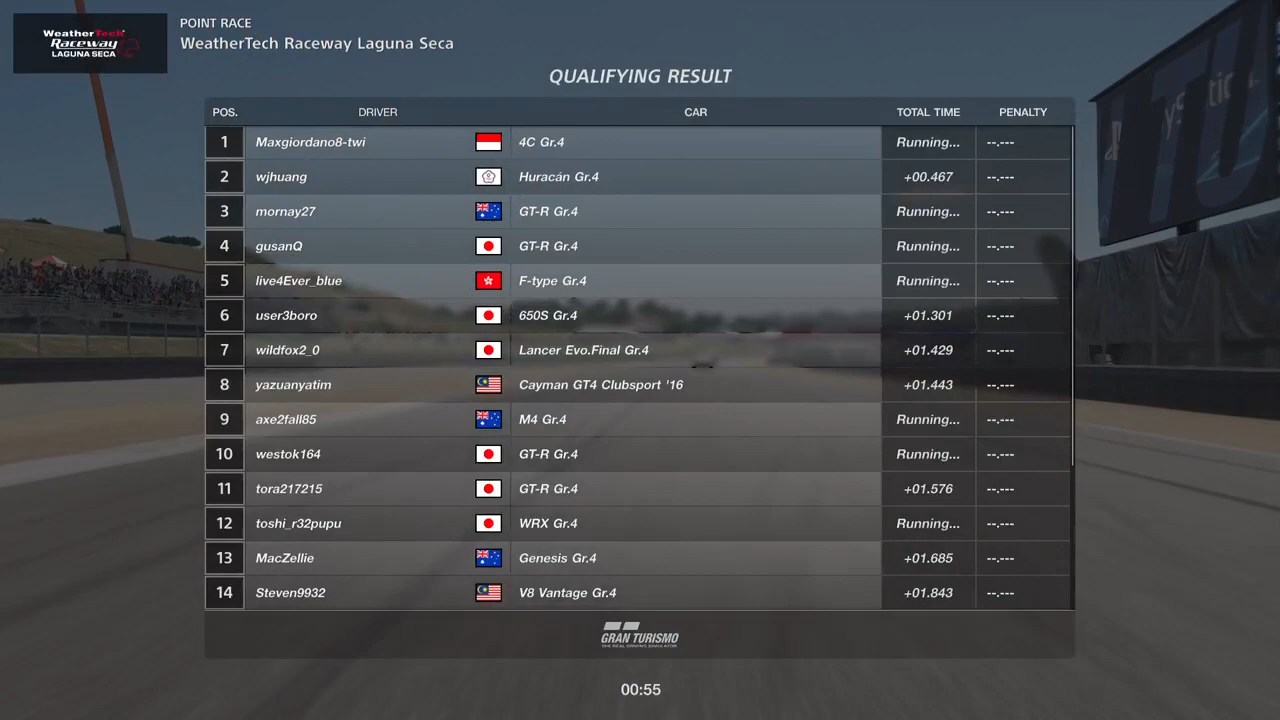 WeatherTech
Raceway
LAGUNA SECA
POINT RACE
WeatherTech Raceway Laguna Seca
QUALIFYING RESULT
POS. DRIVER CAR TOTAL TIME PENALTY
1 Maxgiordano8-twi 4C Gr.4 Running... --.---
2 wjhuang Huracán Gr.4 +00.467 --.---
3 mornay27 GT-R Gr.4 Running... --.---
4 gusanQ GT-R Gr.4 Running... --.---
5 live4Ever_blue F-type Gr.4 Running... --.---
6 user3boro 650S Gr.4 +01.301 --.---
7 wildfox2_0 Lancer Evo.Final Gr.4 +01.429 --.---
8 yazuanyatim Cayman GT4 Clubsport '16 +01.443 --.---
9 axe2fall85 M4 Gr.4 Running... --.---
10 westok164 GT-R Gr.4 Running... --.---
11 tora217215 GT-R Gr.4 +01.576 --.---
12 toshi_r32pupu WRX Gr.4 Running... --.---
13 MacZellie Genesis Gr.4 +01.685 --.---
14 Steven9932 V8 Vantage Gr.4 +01.843 --.---
GRAN TURISMO
THE REAL DRIVING SIMULATOR
00:55